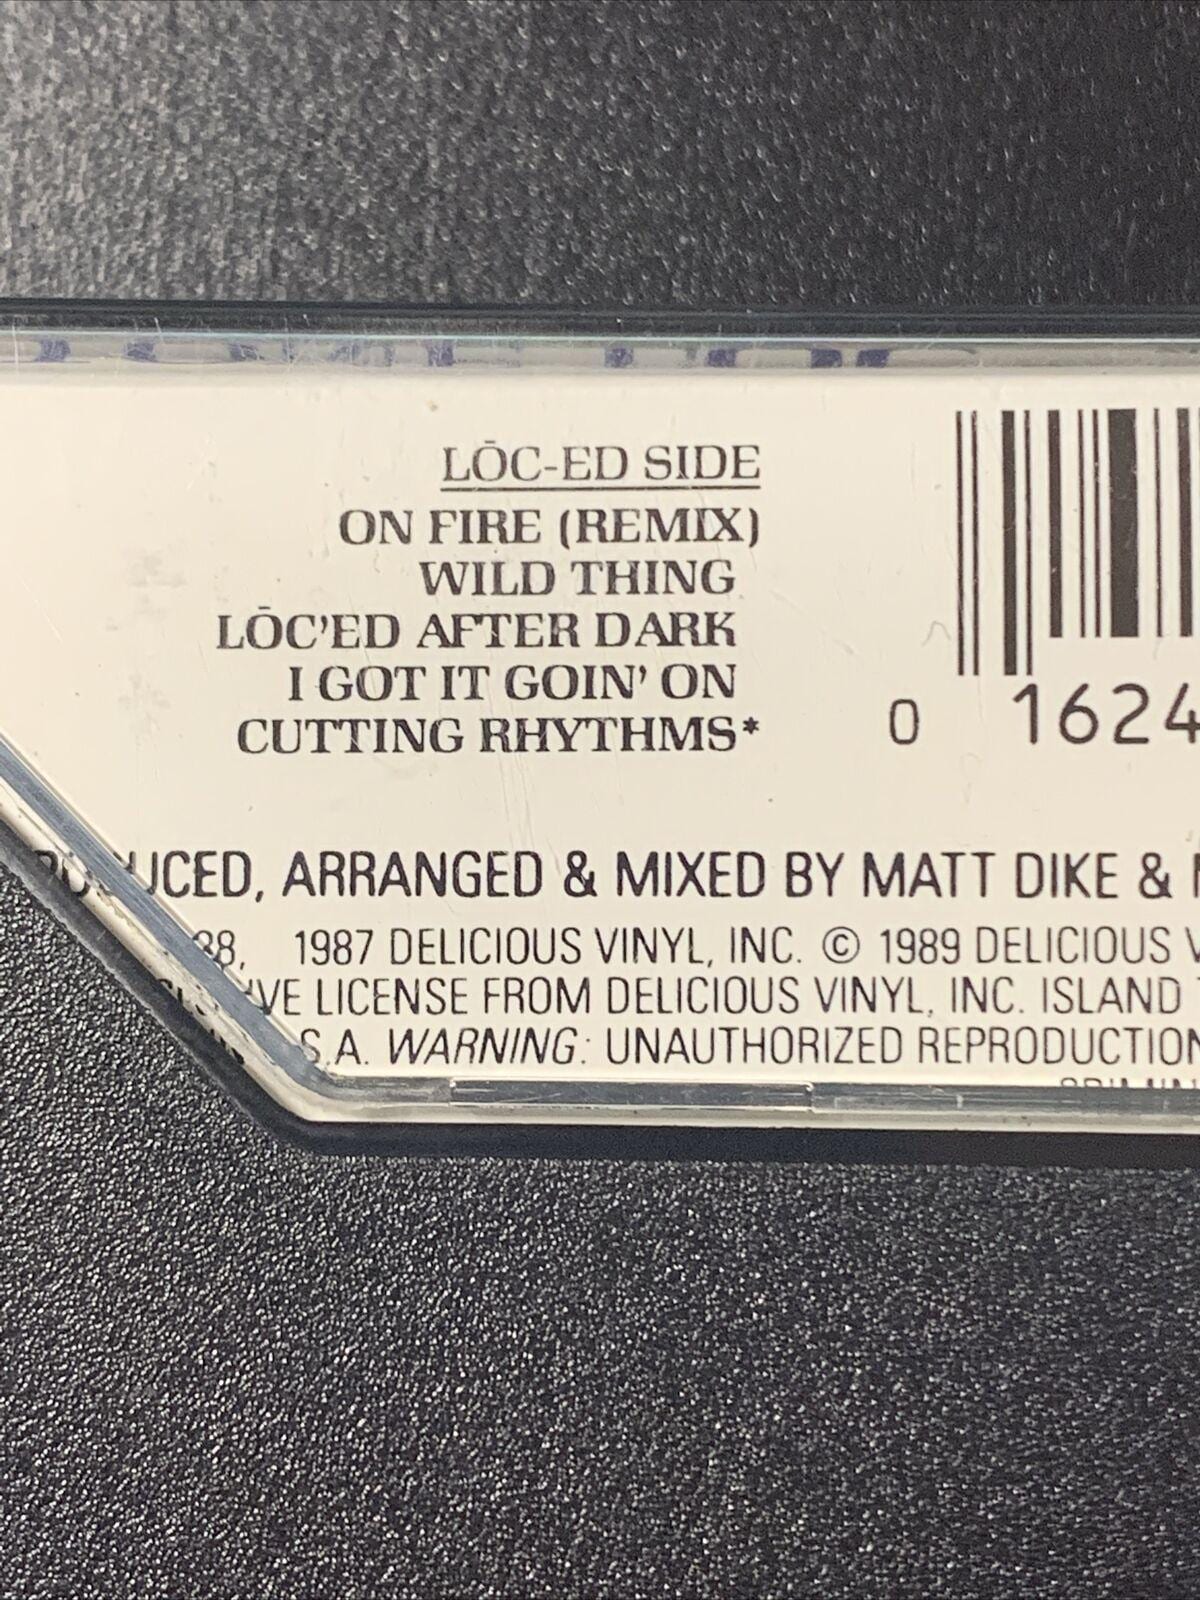 LŌC-ED SIDE
ON FIRE (REMIX)
WILD THING
LŌC'ED AFTER DARK
I GOT IT GOIN' ON
CUTTING RHYTHMS*
0 1624
PRODUCED, ARRANGED & MIXED BY MATT DIKE &
88, 1987 DELICIOUS VINYL, INC. © 1989 DELICIOUS
LICENSE FROM DELICIOUS VINYL, INC. ISLAND
S.A. WARNING: UNAUTHORIZED REPRODUCTION